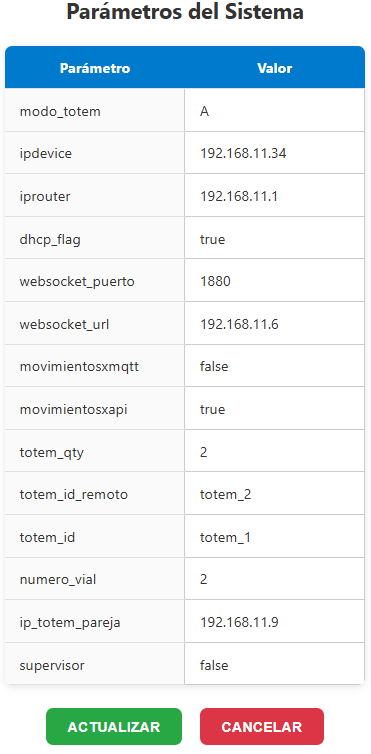 Parámetros del Sistema
Parámetro Valor
modo_totem A
ipdevice 192.168.11.34
iprouter 192.168.11.1
dhcp_flag true
websocket_puerto 1880
websocket_url 192.168.11.6
movimientosxmqtt false
movimientosxapi true
totem_qty 2
totem_id_remoto totem_2
totem_id totem_1
numero_vial 2
ip_totem_pareja 192.168.11.9
supervisor false
ACTUALIZAR CANCELAR